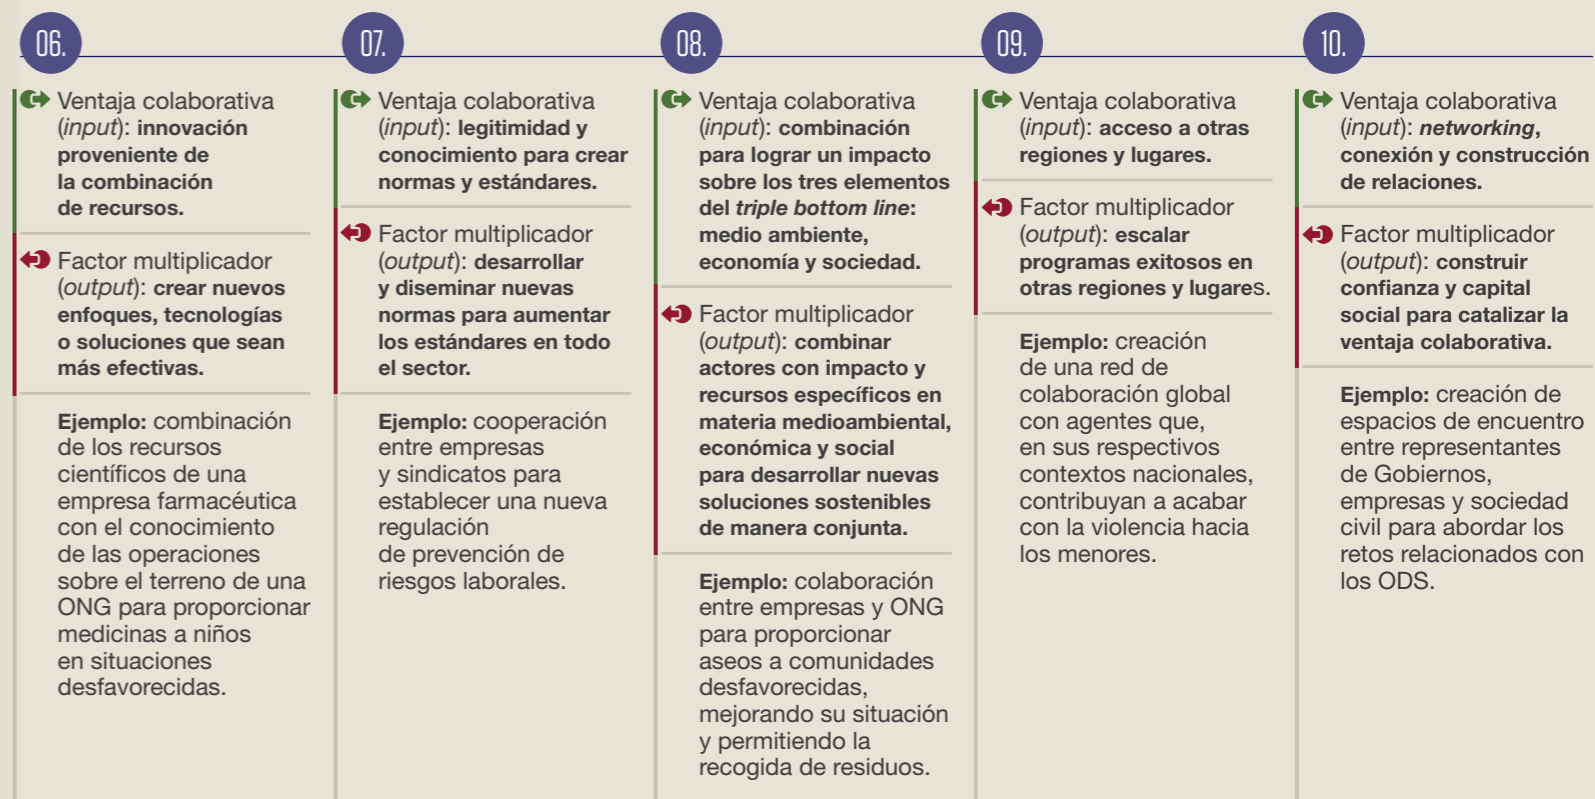 06.
Ventaja colaborativa
(input): innovación
proveniente de
la combinación
de recursos.
Factor multiplicador
(output): crear nuevos
enfoques, tecnologías
o soluciones que sean
más efectivas.
Ejemplo: combinación
de los recursos
científicos de una
empresa farmacéutica
con el conocimiento
de las operaciones
sobre el terreno de una
ONG para proporcionar
medicinas a niños
en situaciones
desfavorecidas.
07.
Ventaja colaborativa
(input): legitimidad y
conocimiento para crear
normas y estándares.
Factor multiplicador
(output): desarrollar
y diseminar nuevas
normas para aumentar
los estándares en todo
el sector.
Ejemplo: cooperación
entre empresas
y sindicatos para
establecer una nueva
regulación
de prevención de
riesgos laborales.
08.
Ventaja colaborativa
(input): combinación
para lograr un impacto
sobre los tres elementos
del triple bottom line:
medio ambiente,
economía y sociedad.
Factor multiplicador
(output): combinar
actores con impacto y
recursos específicos en
materia medioambiental,
económica y social
para desarrollar nuevas
soluciones sostenibles
de manera conjunta.
Ejemplo: colaboración
entre empresas y ONG
para proporcionar
aseos a comunidades
desfavorecidas,
mejorando su situación
y permitiendo la
recogida de residuos.
09.
Ventaja colaborativa
(input): acceso a otras
regiones y lugares.
Factor multiplicador
(output): escalar
programas exitosos en
otras regiones y lugares.
Ejemplo: creación
de una red de
colaboración global
con agentes que,
en sus respectivos
contextos nacionales,
contribuyan a acabar
con la violencia hacia
los menores.
10.
Ventaja colaborativa
(input): networking,
conexión y construcción
de relaciones.
Factor multiplicador
(output): construir
confianza y capital
social para catalizar la
ventaja colaborativa.
Ejemplo: creación de
espacios de encuentro
entre representantes
de Gobiernos,
empresas y sociedad
civil para abordar los
retos relacionados con
los ODS.